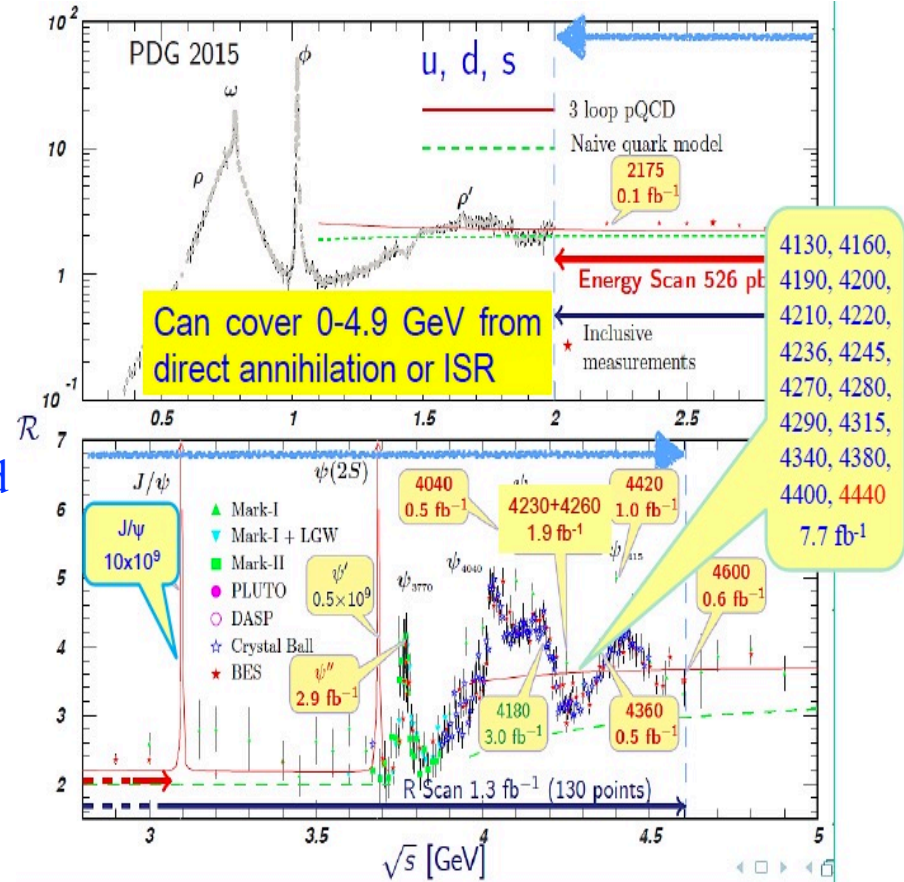 10²
PDG 2015
u, d, s
ϕ
ω
3 loop pQCD
Naive quark model
10
2175
0.1 fb⁻¹
ρ
ρ′
4130, 4160,
4190, 4200,
4210, 4220,
4236, 4245,
4270, 4280,
4290, 4315,
4340, 4380,
4400, 4440
7.7 fb⁻¹
1
Energy Scan 526 pb
Can cover 0-4.9 GeV from
direct annihilation or ISR
Inclusive
measurements
10⁻¹
0.5 1 1.5 2 2.5
R
7
J/ψ
ψ(2S)
d
6
J/ψ
10x10⁹
Mark-I
Mark-I + LGW
Mark-II
PLUTO
DASP
Crystal Ball
BES
ψ′
0.5×10⁹
ψ″
2.9 fb⁻¹
4040
0.5 fb⁻¹
4230+4260
1.9 fb⁻¹
4420
1.0 fb⁻¹
ψ₃₇₇₀
ψ₄₀₄₀
5
4600
0.6 fb⁻¹
4
3
4180
3.0 fb⁻¹
4360
0.5 fb⁻¹
2
R Scan 1.3 fb⁻¹ (130 points)
3 3.5 4 4.5 5
√s [GeV]